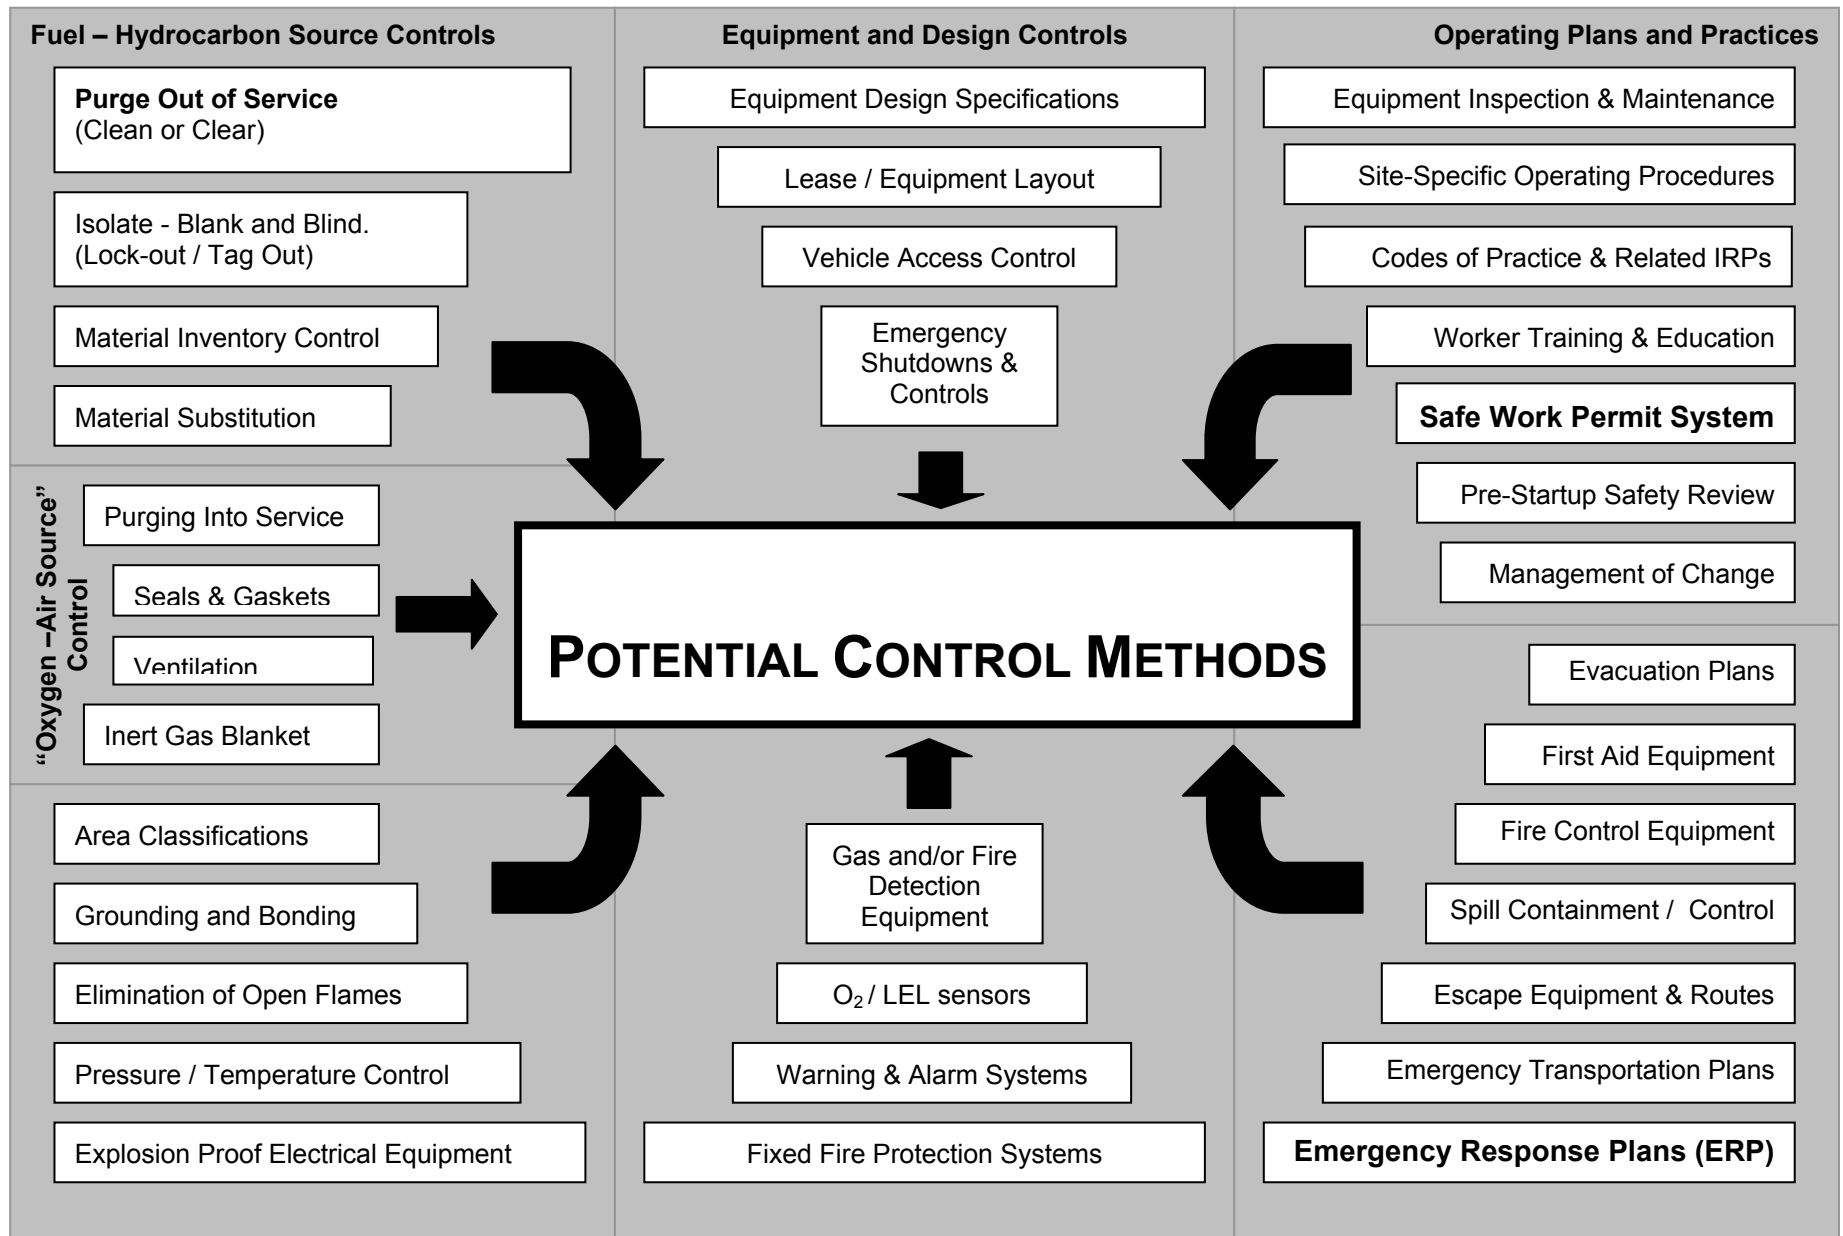 Fuel – Hydrocarbon Source Controls
Purge Out of Service
(Clean or Clear)
Isolate - Blank and Blind.
(Lock-out / Tag Out)
Material Inventory Control
Material Substitution
“Oxygen –Air Source”
Control
Purging Into Service
Seals & Gaskets
Ventilation
Inert Gas Blanket
Area Classifications
Grounding and Bonding
Elimination of Open Flames
Pressure / Temperature Control
Explosion Proof Electrical Equipment
Equipment and Design Controls
Equipment Design Specifications
Lease / Equipment Layout
Vehicle Access Control
Emergency
Shutdowns &
Controls
POTENTIAL CONTROL METHODS
Gas and/or Fire
Detection
Equipment
O₂ / LEL sensors
Warning & Alarm Systems
Fixed Fire Protection Systems
Operating Plans and Practices
Equipment Inspection & Maintenance
Site-Specific Operating Procedures
Codes of Practice & Related IRPs
Worker Training & Education
Safe Work Permit System
Pre-Startup Safety Review
Management of Change
Evacuation Plans
First Aid Equipment
Fire Control Equipment
Spill Containment / Control
Escape Equipment & Routes
Emergency Transportation Plans
Emergency Response Plans (ERP)